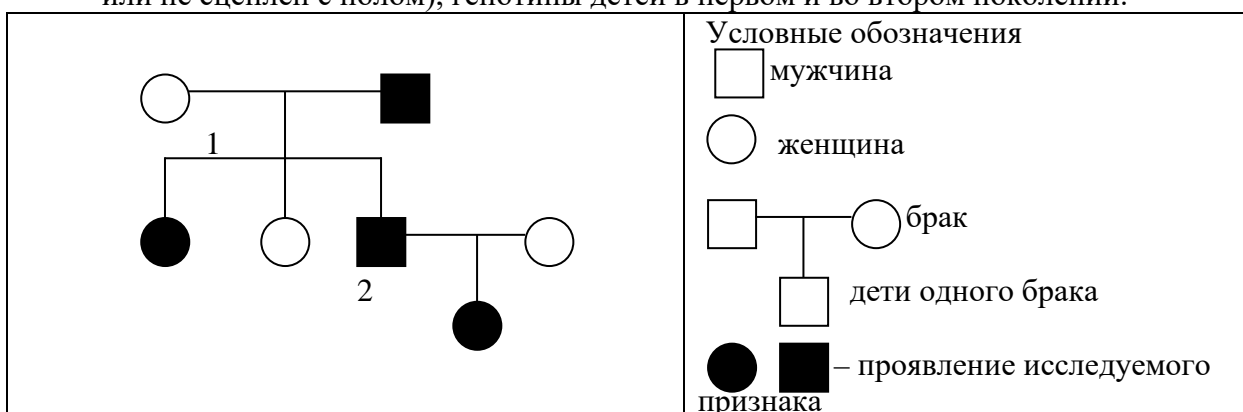 или не сцеплен с полом), генотипы детей в первом и во втором поколении.
1
2
Условные обозначения
мужчина
женщина
брак
дети одного брака
– проявление исследуемого
признака